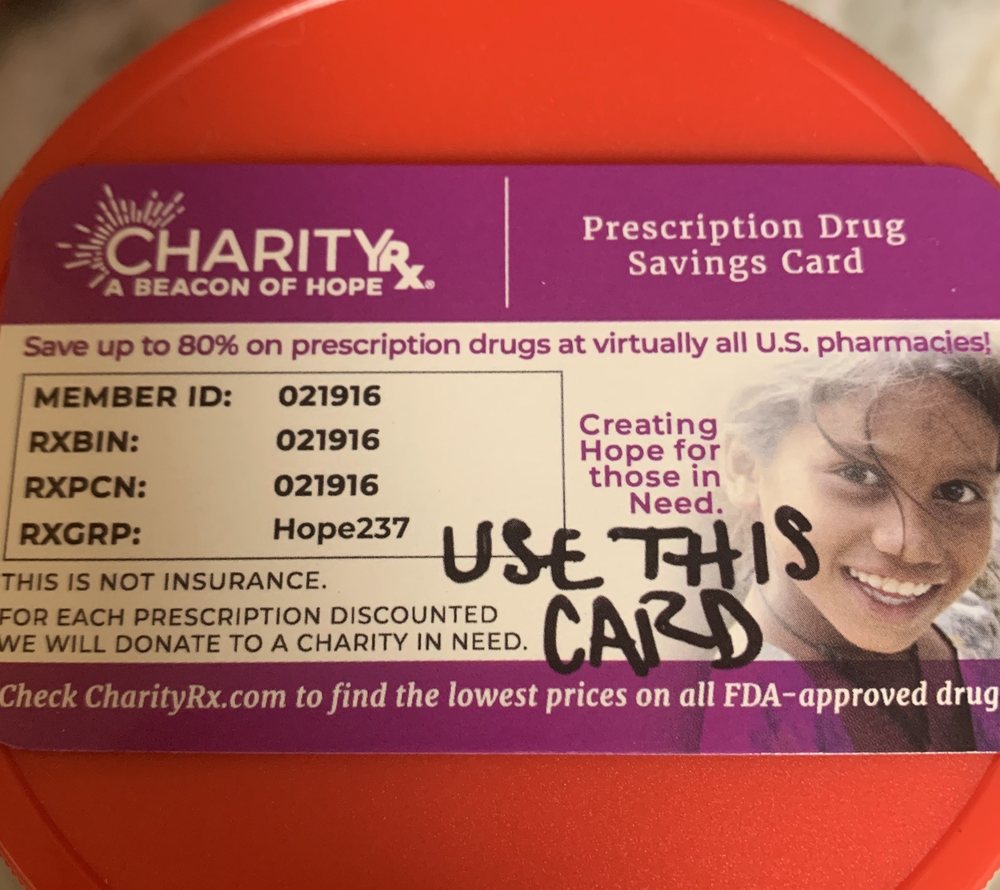 CHARITYRx®
A BEACON OF HOPE
Prescription Drug
Savings Card
Save up to 80% on prescription drugs at virtually all U.S. pharmacies!
MEMBER ID: 021916
RXBIN: 021916
RXPCN: 021916
RXGRP: Hope237
Creating
Hope for
those in
Need.
USE THIS
CARD
THIS IS NOT INSURANCE.
FOR EACH PRESCRIPTION DISCOUNTED
WE WILL DONATE TO A CHARITY IN NEED.
Check CharityRx.com to find the lowest prices on all FDA-approved drug